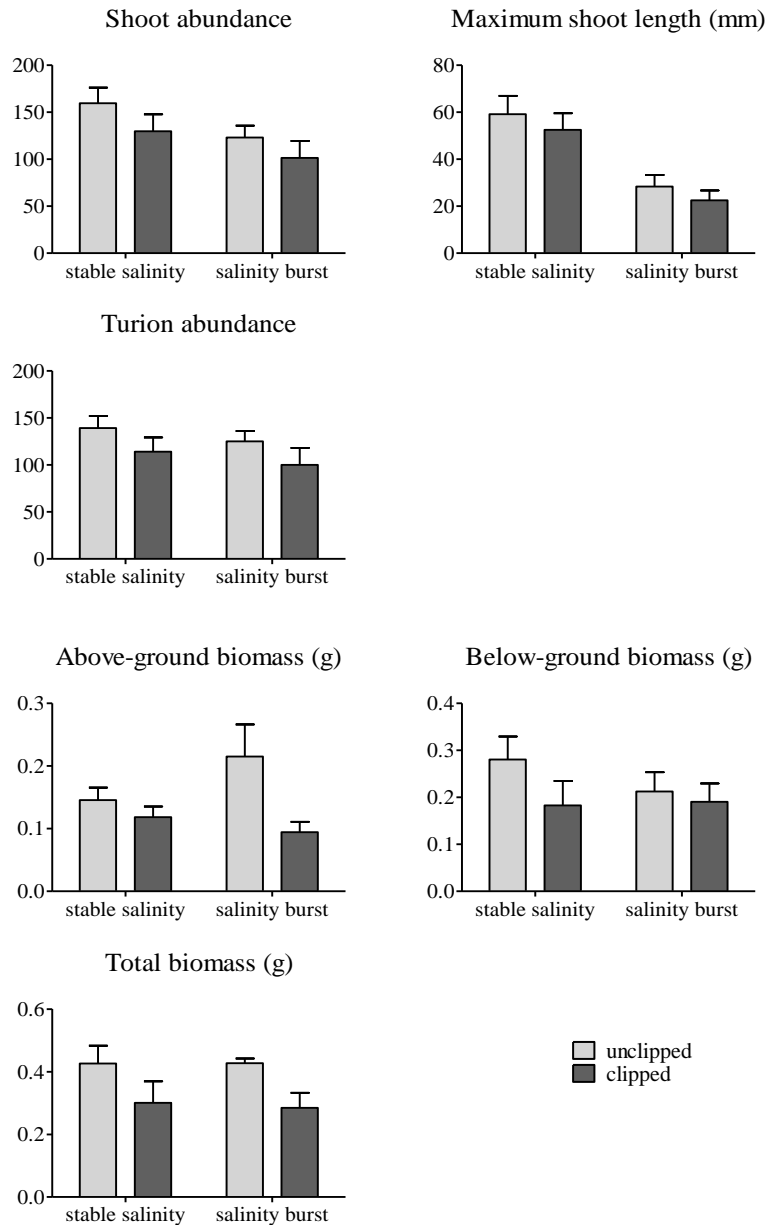 Shoot abundance
200
150
100
50
0
stable salinity salinity burst
Maximum shoot length (mm)
80
60
40
20
0
stable salinity salinity burst
Turion abundance
200
150
100
50
0
stable salinity salinity burst
Above-ground biomass (g)
0.3
0.2
0.1
0.0
stable salinity salinity burst
Below-ground biomass (g)
0.4
0.3
0.2
0.1
0.0
stable salinity salinity burst
Total biomass (g)
0.6
0.4
0.2
0.0
stable salinity salinity burst
unclipped
clipped